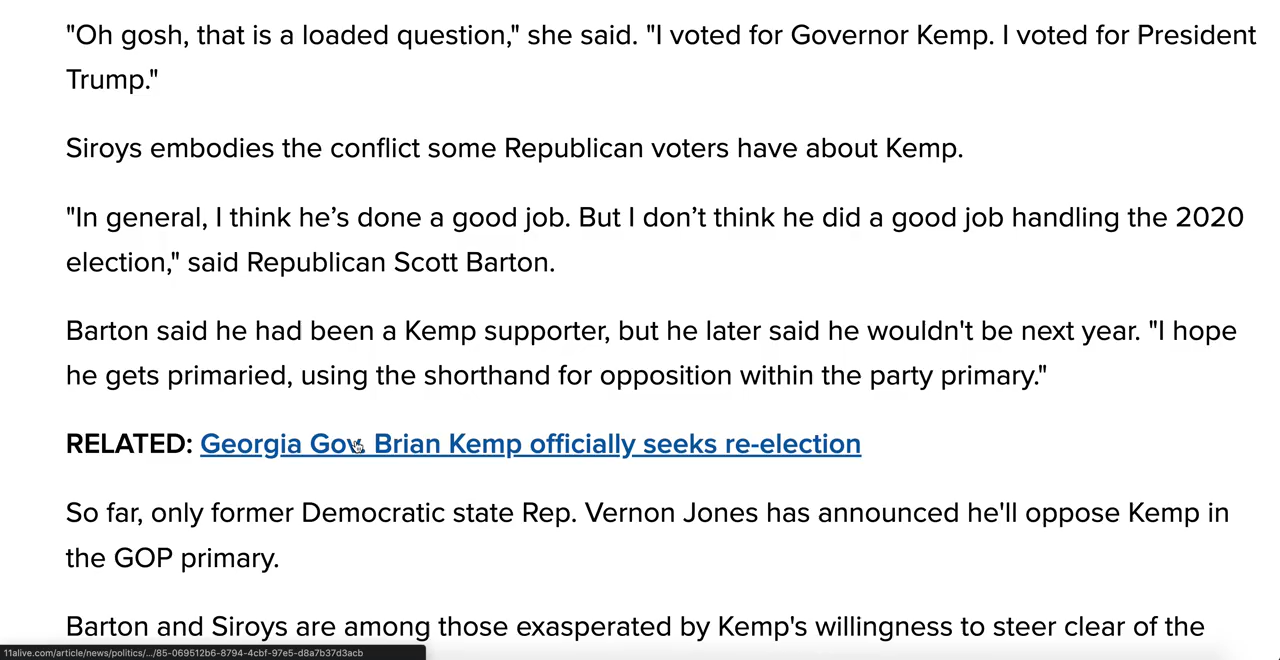 "Oh gosh, that is a loaded question," she said. "I voted for Governor Kemp. I voted for President
Trump."
Siroys embodies the conflict some Republican voters have about Kemp.
"In general, I think he’s done a good job. But I don’t think he did a good job handling the 2020
election," said Republican Scott Barton.
Barton said he had been a Kemp supporter, but he later said he wouldn't be next year. "I hope
he gets primaried, using the shorthand for opposition within the party primary."
RELATED: Georgia Gov. Brian Kemp officially seeks re-election
So far, only former Democratic state Rep. Vernon Jones has announced he'll oppose Kemp in
the GOP primary.
Barton and Siroys are among those exasperated by Kemp's willingness to steer clear of the
11alive.com/article/news/politics/.../85-069512b6-8794-4cbf-97e5-d8a7b37d3acb